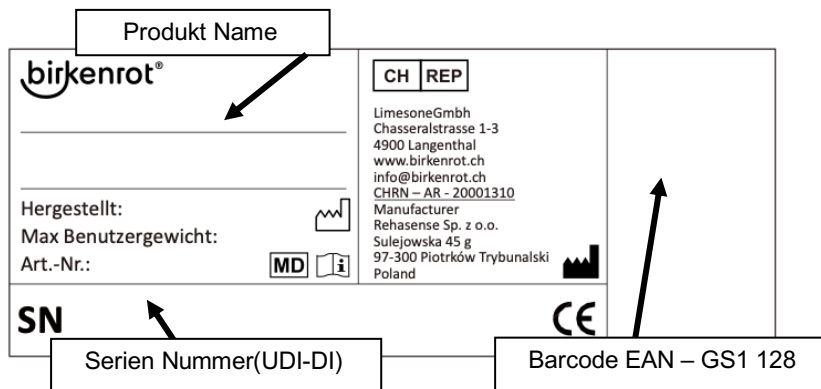 Produkt Name
birkenrot®
Hergestellt:
Max Benutzergewicht:
Art.-Nr.:
MD
CH REP
LimesoneGmbh
Chasseralstrasse 1-3
4900 Langenthal
www.birkenrot.ch
info@birkenrot.ch
CHRN – AR - 20001310
Manufacturer
Rehasense Sp. z o.o.
Sulejowska 45 g
97-300 Piotrków Trybunalski
Poland
SN
CE
Serien Nummer(UDI-DI)
Barcode EAN – GS1 128